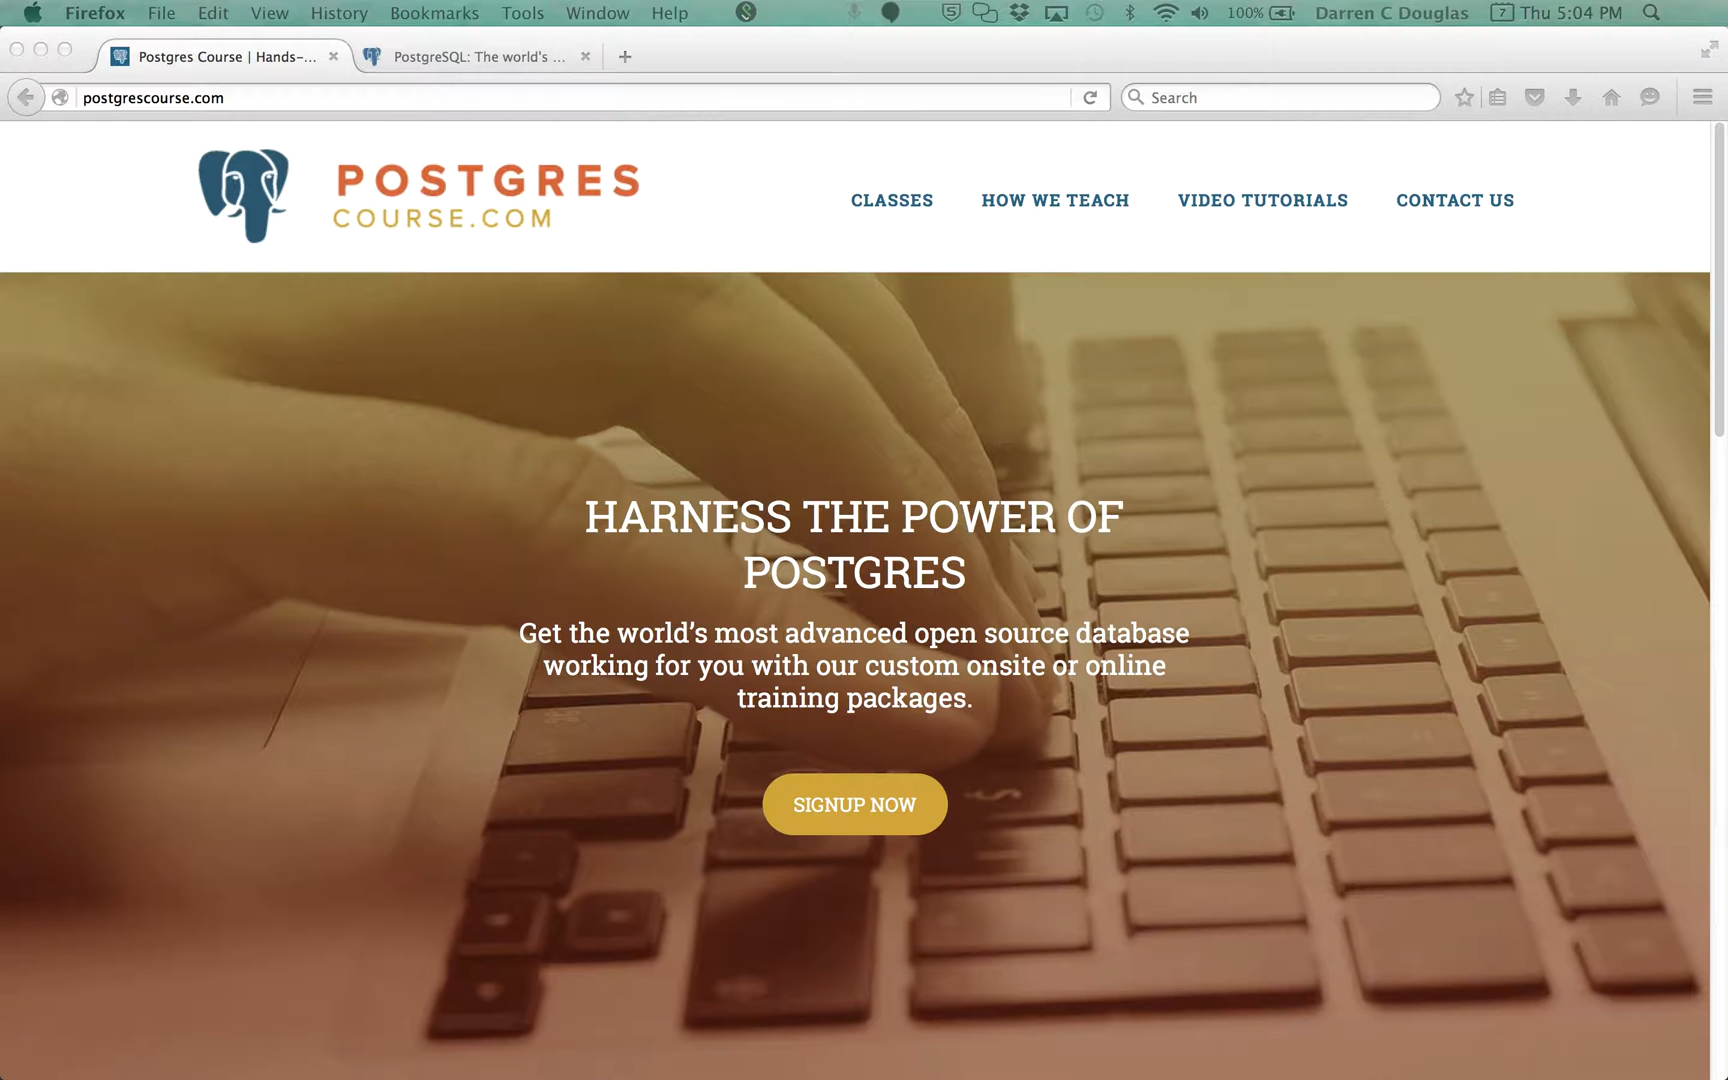 Firefox File Edit View History Bookmarks Tools Window Help 100% Darren C Douglas 7 Thu 5:04 PM
Postgres Course | Hands-... PostgreSQL: The world's ...
postgrescourse.com Search
POSTGRES
COURSE.COM
CLASSES HOW WE TEACH VIDEO TUTORIALS CONTACT US
HARNESS THE POWER OF
POSTGRES
Get the world’s most advanced open source database
working for you with our custom onsite or online
training packages.
SIGNUP NOW